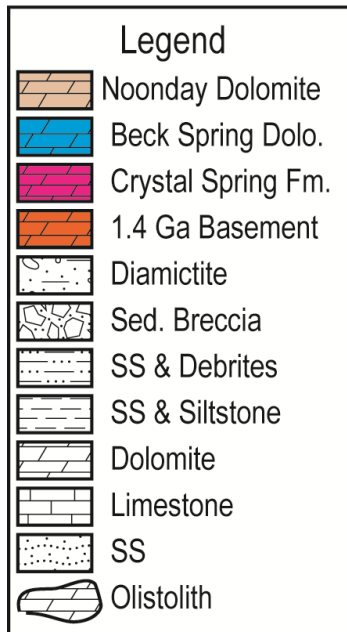 Legend
Noonday Dolomite
Beck Spring Dolo.
Crystal Spring Fm.
1.4 Ga Basement
Diamictite
Sed. Breccia
SS & Debrites
SS & Siltstone
Dolomite
Limestone
SS
Olistolith